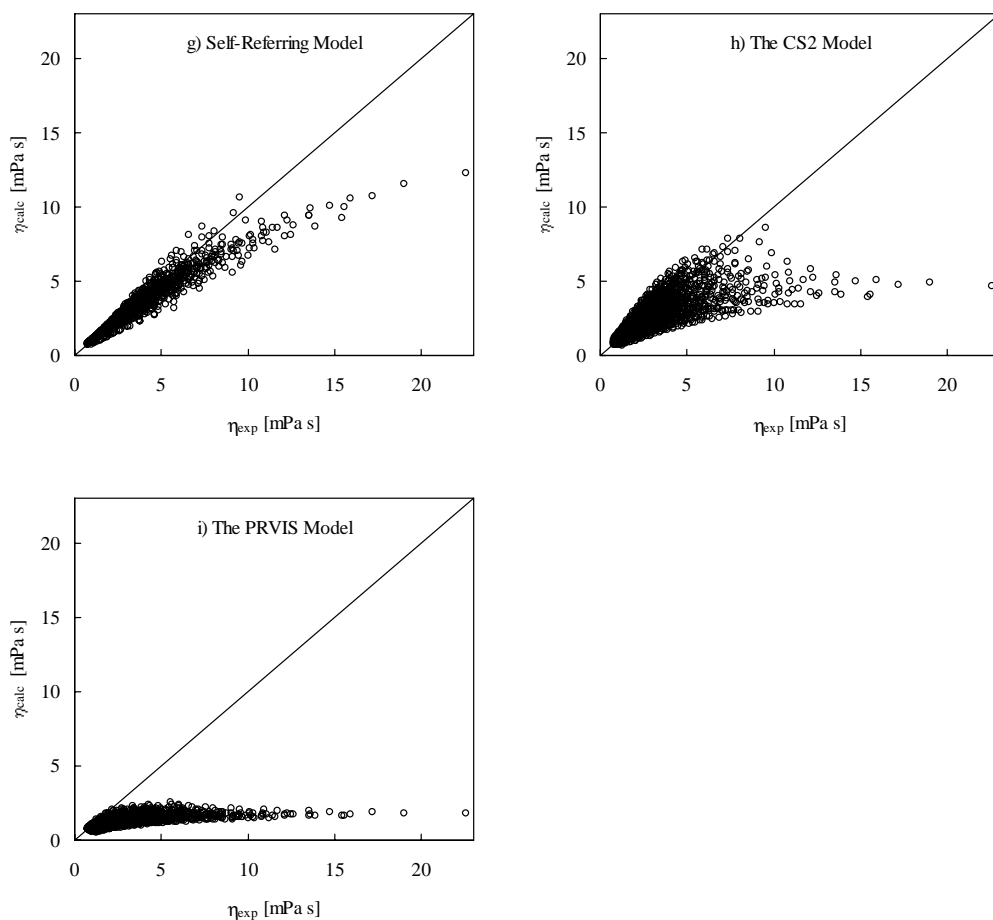 g) Self-Referring Model
20
15
10
5
0
0 5 10 15 20
ηcalc [mPa s]
ηexp [mPa s]
h) The CS2 Model
20
15
10
5
0
0 5 10 15 20
ηcalc [mPa s]
ηexp [mPa s]
i) The PRVIS Model
20
15
10
5
0
0 5 10 15 20
ηcalc [mPa s]
ηexp [mPa s]